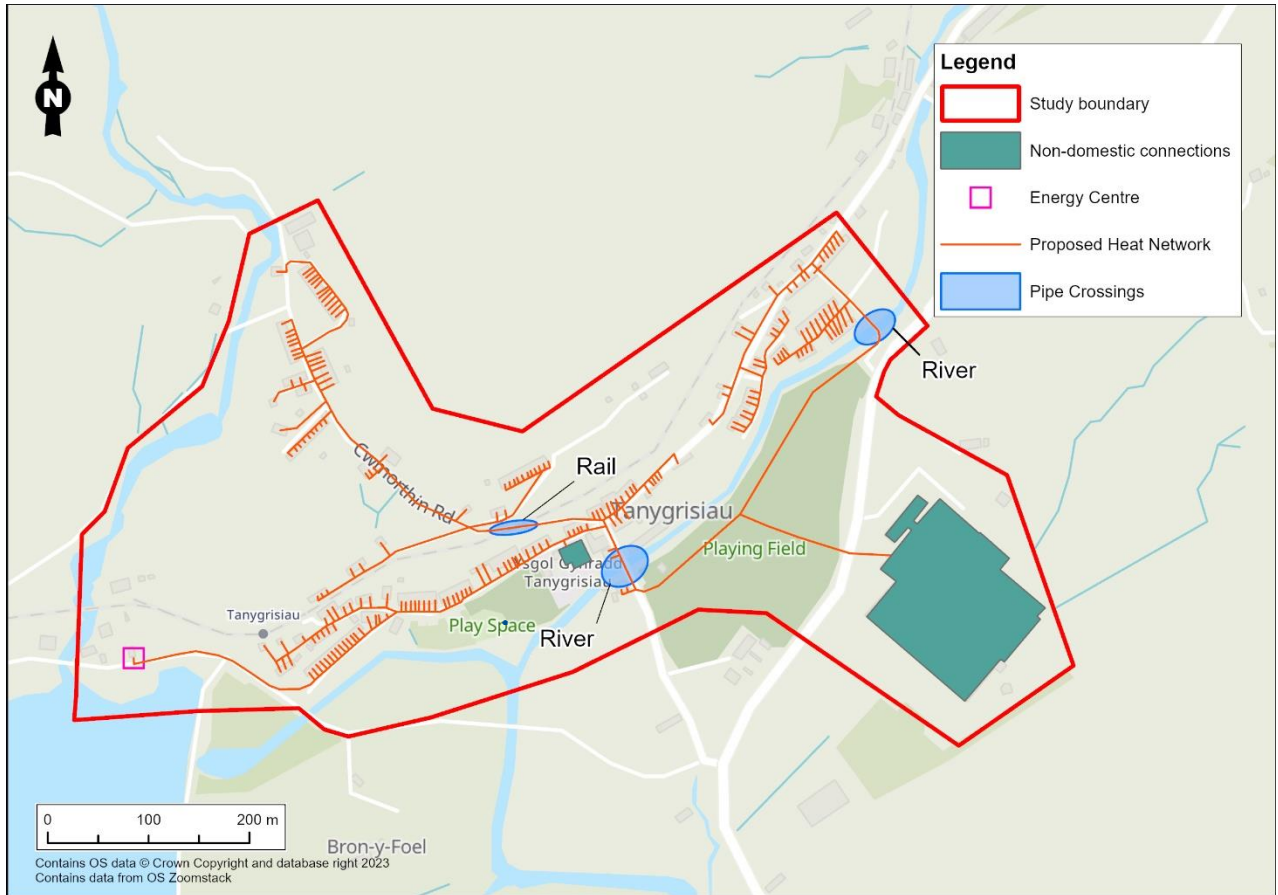 N
Legend
Study boundary
Non-domestic connections
Energy Centre
Proposed Heat Network
Pipe Crossings
River
Cwmorthin Rd
Rail
Tanygrisiau
Playing Field
Tanygrisiau
Tanygrisiau
Play Space
River
0 100 200 m
Bron-y-Foel
Contains OS data © Crown Copyright and database right 2023
Contains data from OS Zoomstack